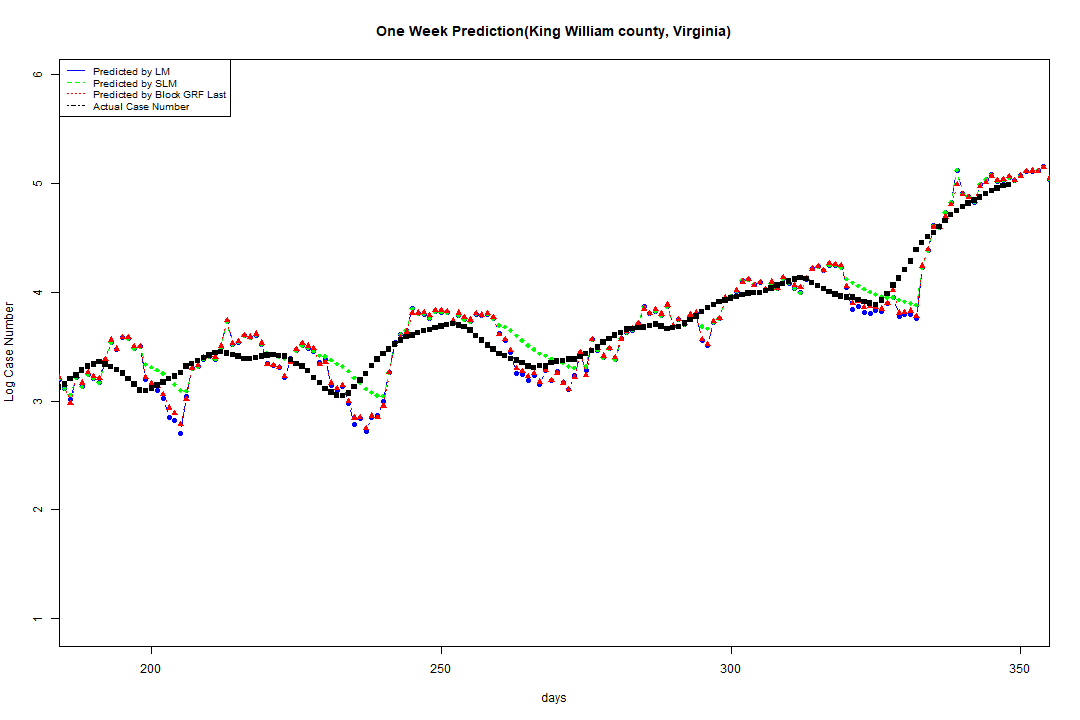 One Week Prediction(King William county, Virginia)
Predicted by LM
Predicted by SLM
Predicted by Block GRF Last
Actual Case Number
6
5
4
3
2
1
Log Case Number
200 250 300 350
days